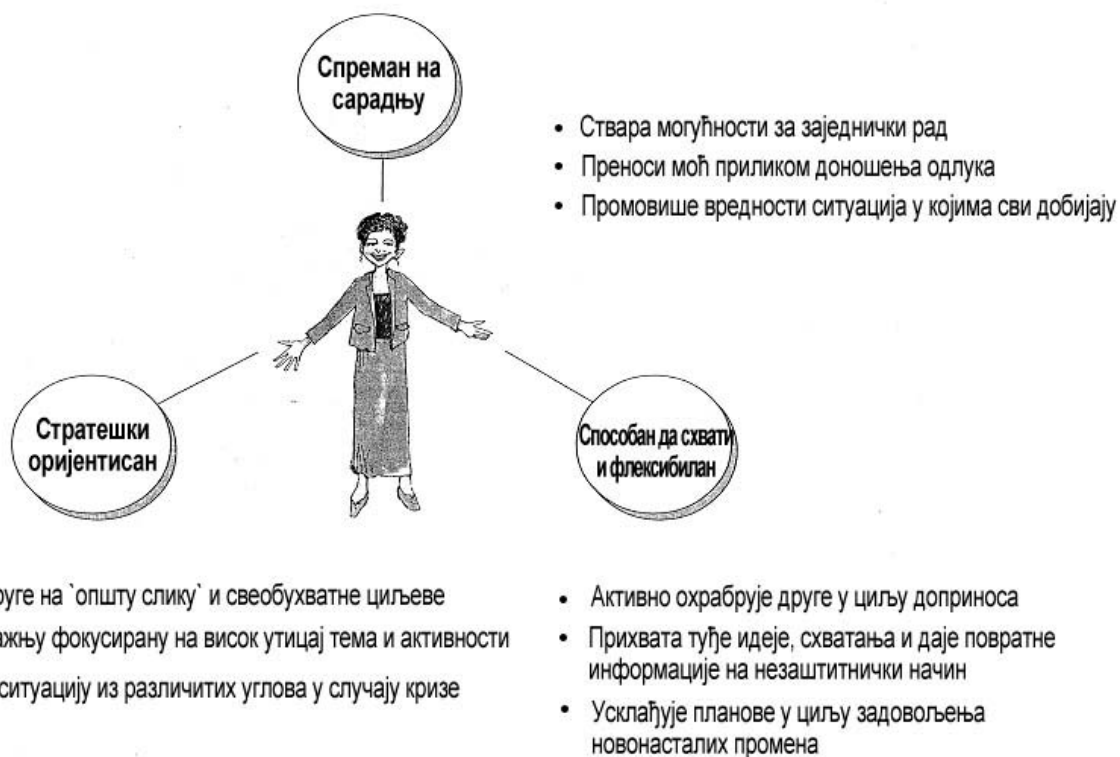 Спреман на
сарадњу
• Ствара могућности за заједнички рад
• Преноси моћ приликом доношења одлука
• Промовише вредности ситуација у којима сви добијају
Стратешки
оријентисан
Способан да схвати
и флексибилан
на `општу слику` и свеобухватне циљеве
фокусирану на висок утицај тема и активности
ситуацију из различитих углова у случају кризе
• Активно охрабрује друге у циљу доприноса
• Прихвата туђе идеје, схватања и даје повратне
информације на незаштитнички начин
• Усклађује планове у циљу задовољења
новонасталих промена